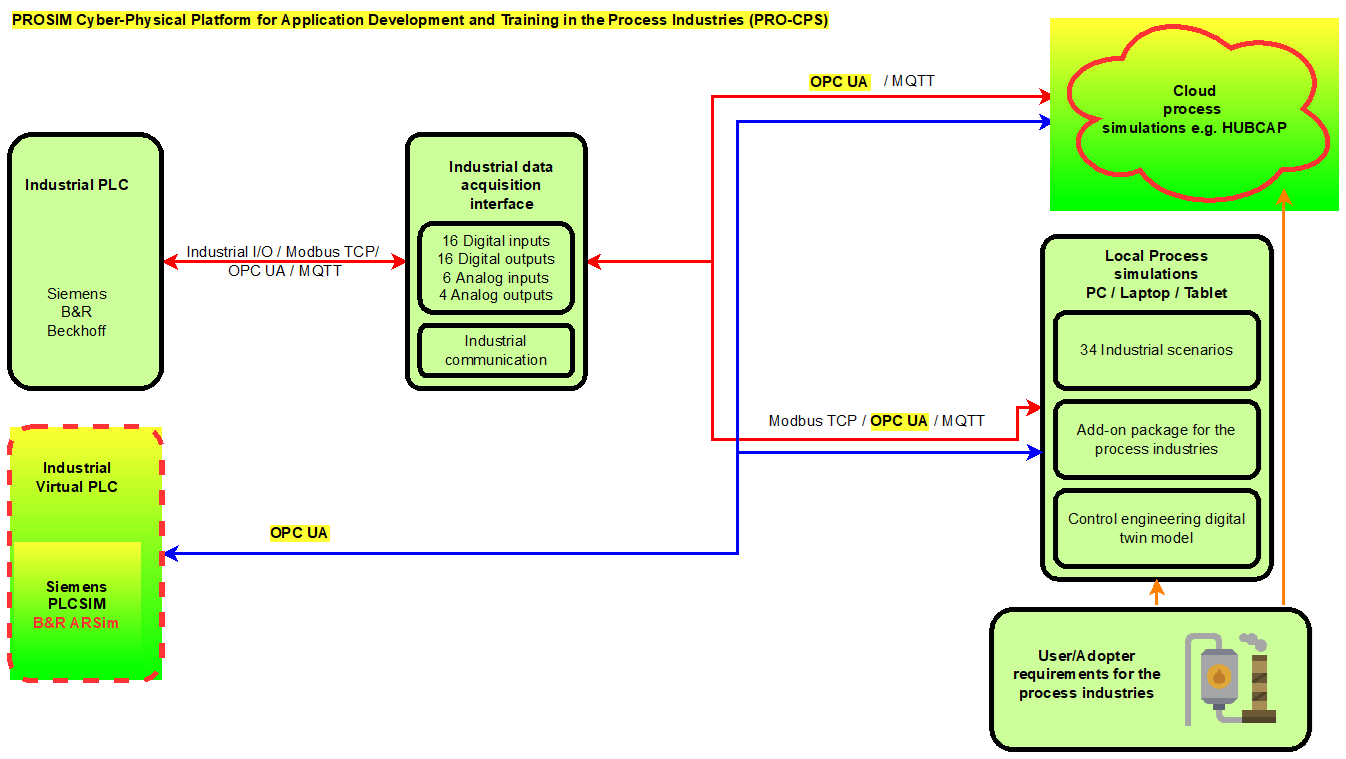 PROSIM Cyber-Physical Platform for Application Development and Training in the Process Industries (PRO-CPS)
OPC UA / MQTT
Cloud
process
simulations e.g. HUBCAP
Industrial PLC
Siemens
B&R
Beckhoff
Industrial I/O / Modbus TCP/
OPC UA / MQTT
Industrial data
acquisition
interface
16 Digital inputs
16 Digital outputs
6 Analog inputs
4 Analog outputs
Industrial
communication
Local Process
simulations
PC / Laptop / Tablet
34 Industrial scenarios
Add-on package for the
process industries
Control engineering digital
twin model
Modbus TCP / OPC UA / MQTT
Industrial
Virtual PLC
Siemens
PLCSIM
B&R ARSim
OPC UA
User/Adopter
requirements for the
process industries